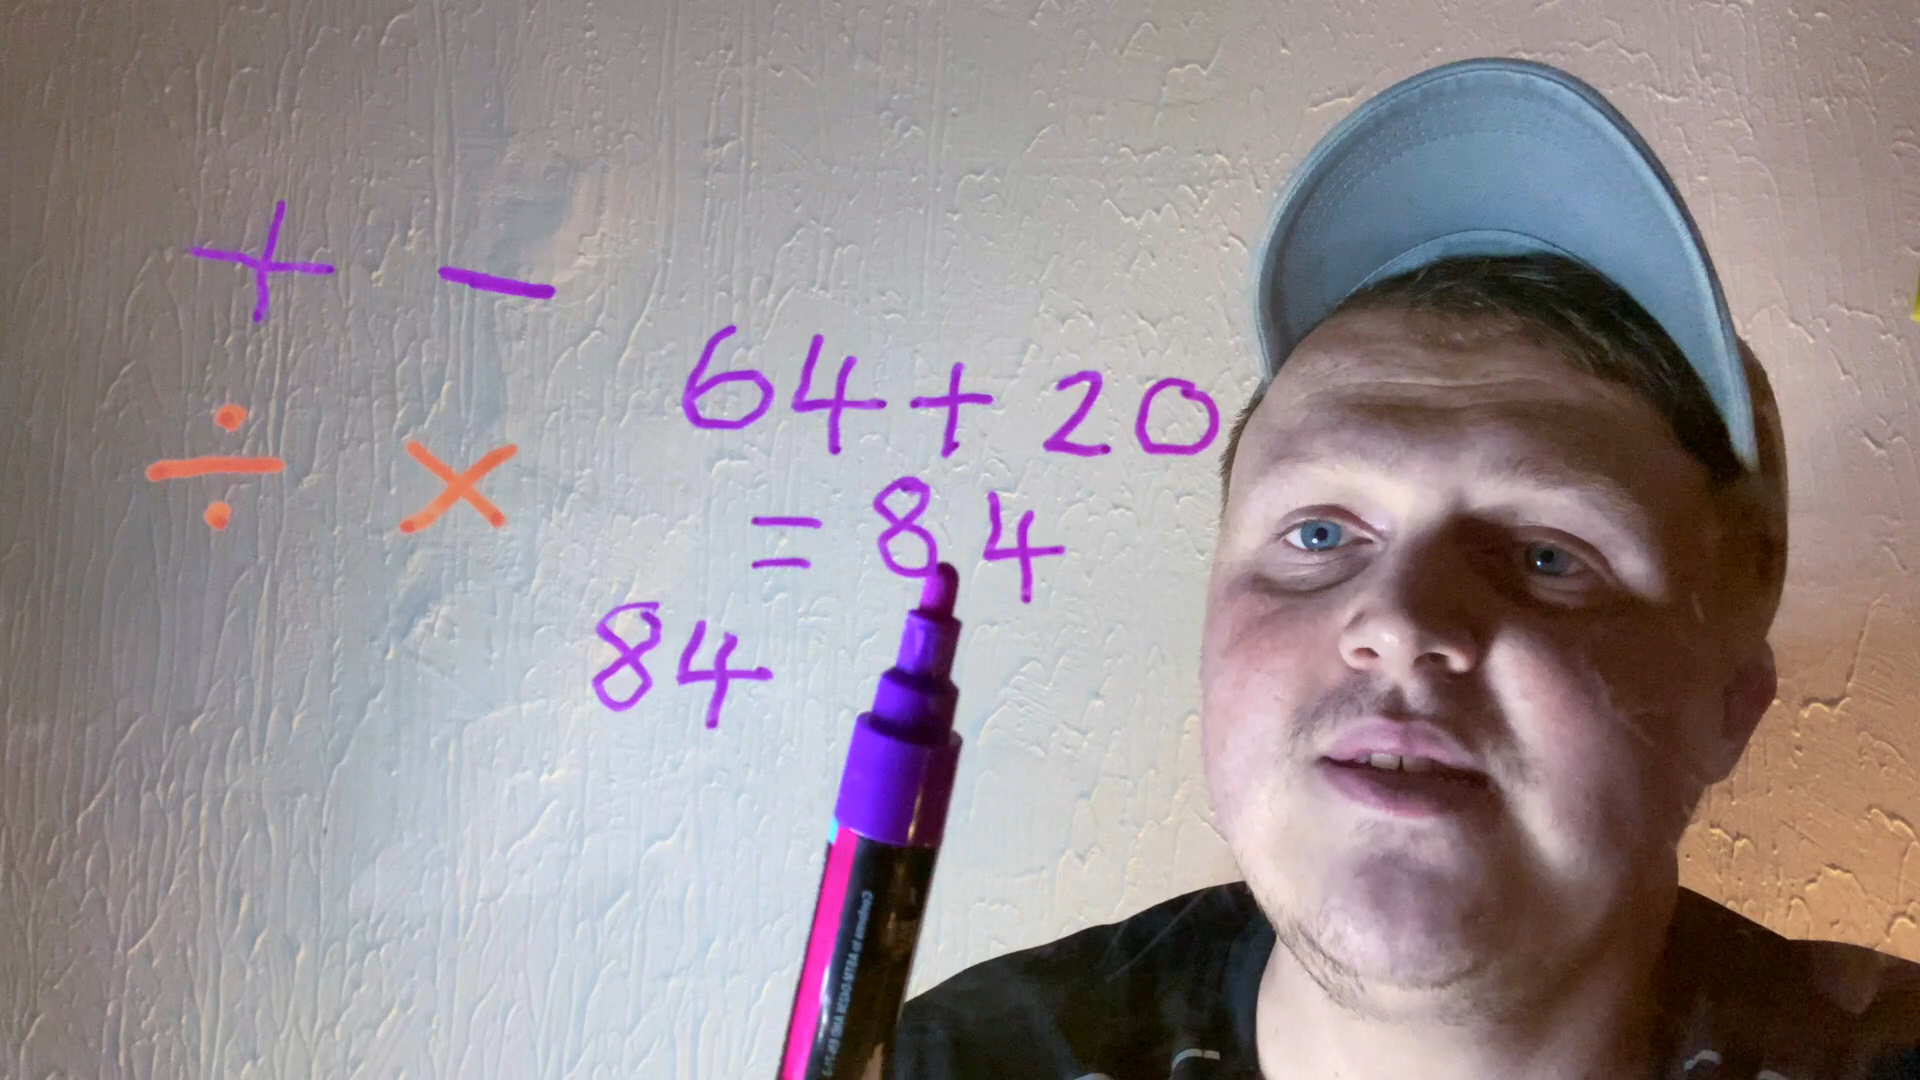 + -
÷ ×
64 + 20
= 84
84